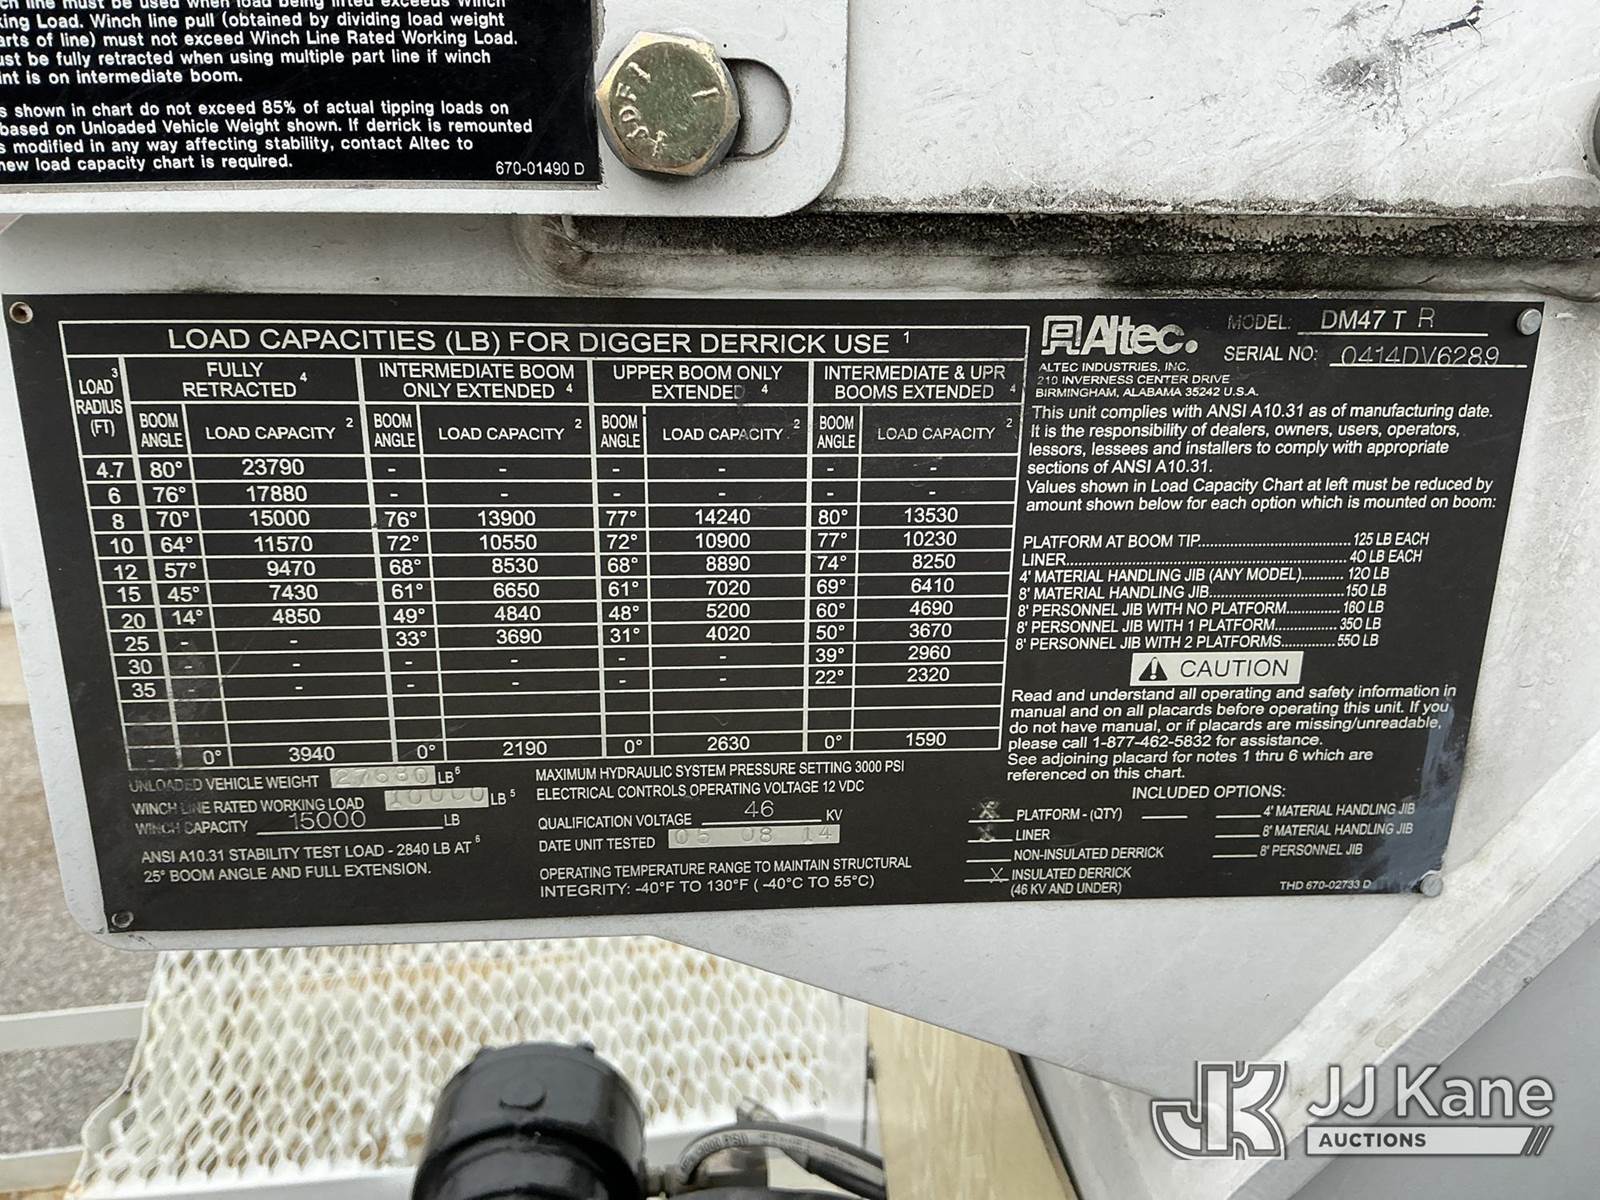 line must be used when load being lifted exceeds Winch
king Load. Winch line pull (obtained by dividing load weight
arts of line) must not exceed Winch Line Rated Working Load.
ust be fully retracted when using multiple part line if winch
nt is on intermediate boom.
s shown in chart do not exceed 85% of actual tipping loads on
based on Unloaded Vehicle Weight shown. If derrick is remounted
s modified in any way affecting stability, contact Altec to
new load capacity chart is required.
670-01490 D
LOAD CAPACITIES (LB) FOR DIGGER DERRICK USE 1
LOAD 3 RADIUS (FT)
FULLY RETRACTED 4
INTERMEDIATE BOOM ONLY EXTENDED 4
UPPER BOOM ONLY EXTENDED 4
INTERMEDIATE & UPR BOOMS EXTENDED 4
BOOM ANGLE LOAD CAPACITY 2 BOOM ANGLE LOAD CAPACITY 2 BOOM ANGLE LOAD CAPACITY 2 BOOM ANGLE LOAD CAPACITY 2
4.7 80° 23790 - - - - - -
6 76° 17880 - - - - - -
8 70° 15000 76° 13900 77° 14240 80° 13530
10 64° 11570 72° 10550 72° 10900 77° 10230
12 57° 9470 68° 8530 68° 8890 74° 8250
15 45° 7430 61° 6650 61° 7020 69° 6410
20 14° 4850 49° 4840 48° 5200 60° 4690
25 - - 33° 3690 31° 4020 50° 3670
30 - - - - - - 39° 2960
35 - - - - - - 22° 2320
- 0° 3940 0° 2190 0° 2630 0° 1590
UNLOADED VEHICLE WEIGHT 27680 LB 6
WINCH LINE RATED WORKING LOAD 10000 LB 5
WINCH CAPACITY 15000 LB
ANSI A10.31 STABILITY TEST LOAD - 2840 LB AT 6
25° BOOM ANGLE AND FULL EXTENSION.
MAXIMUM HYDRAULIC SYSTEM PRESSURE SETTING 3000 PSI
ELECTRICAL CONTROLS OPERATING VOLTAGE 12 VDC
QUALIFICATION VOLTAGE 46 KV
DATE UNIT TESTED 05 08 14
OPERATING TEMPERATURE RANGE TO MAINTAIN STRUCTURAL
INTEGRITY: -40°F TO 130°F ( -40°C TO 55°C)
Altec.
MODEL: DM47 T R
SERIAL NO: 0414DV6289
ALTEC INDUSTRIES, INC.
210 INVERNESS CENTER DRIVE
BIRMINGHAM, ALABAMA 35242 U.S.A.
This unit complies with ANSI A10.31 as of manufacturing date.
It is the responsibility of dealers, owners, users, operators,
lessors, lessees and installers to comply with appropriate
sections of ANSI A10.31.
Values shown in Load Capacity Chart at left must be reduced by
amount shown below for each option which is mounted on boom:
PLATFORM AT BOOM TIP...................................125 LB EACH
LINER.................................................................40 LB EACH
4' MATERIAL HANDLING JIB (ANY MODEL)..........120 LB
8' MATERIAL HANDLING JIB..............................150 LB
8' PERSONNEL JIB WITH NO PLATFORM.............160 LB
8' PERSONNEL JIB WITH 1 PLATFORM...............350 LB
8' PERSONNEL JIB WITH 2 PLATFORMS.............550 LB
CAUTION
Read and understand all operating and safety information in
manual and on all placards before operating this unit. If you
do not have manual, or if placards are missing/unreadable,
please call 1-877-462-5832 for assistance.
See adjoining placard for notes 1 thru 6 which are
referenced on this chart.
INCLUDED OPTIONS:
X PLATFORM - (QTY)
X LINER
NON-INSULATED DERRICK
X INSULATED DERRICK
(46 KV AND UNDER)
4' MATERIAL HANDLING JIB
8' MATERIAL HANDLING JIB
8' PERSONNEL JIB
THD 670-02733 D
JK JJ Kane
AUCTIONS